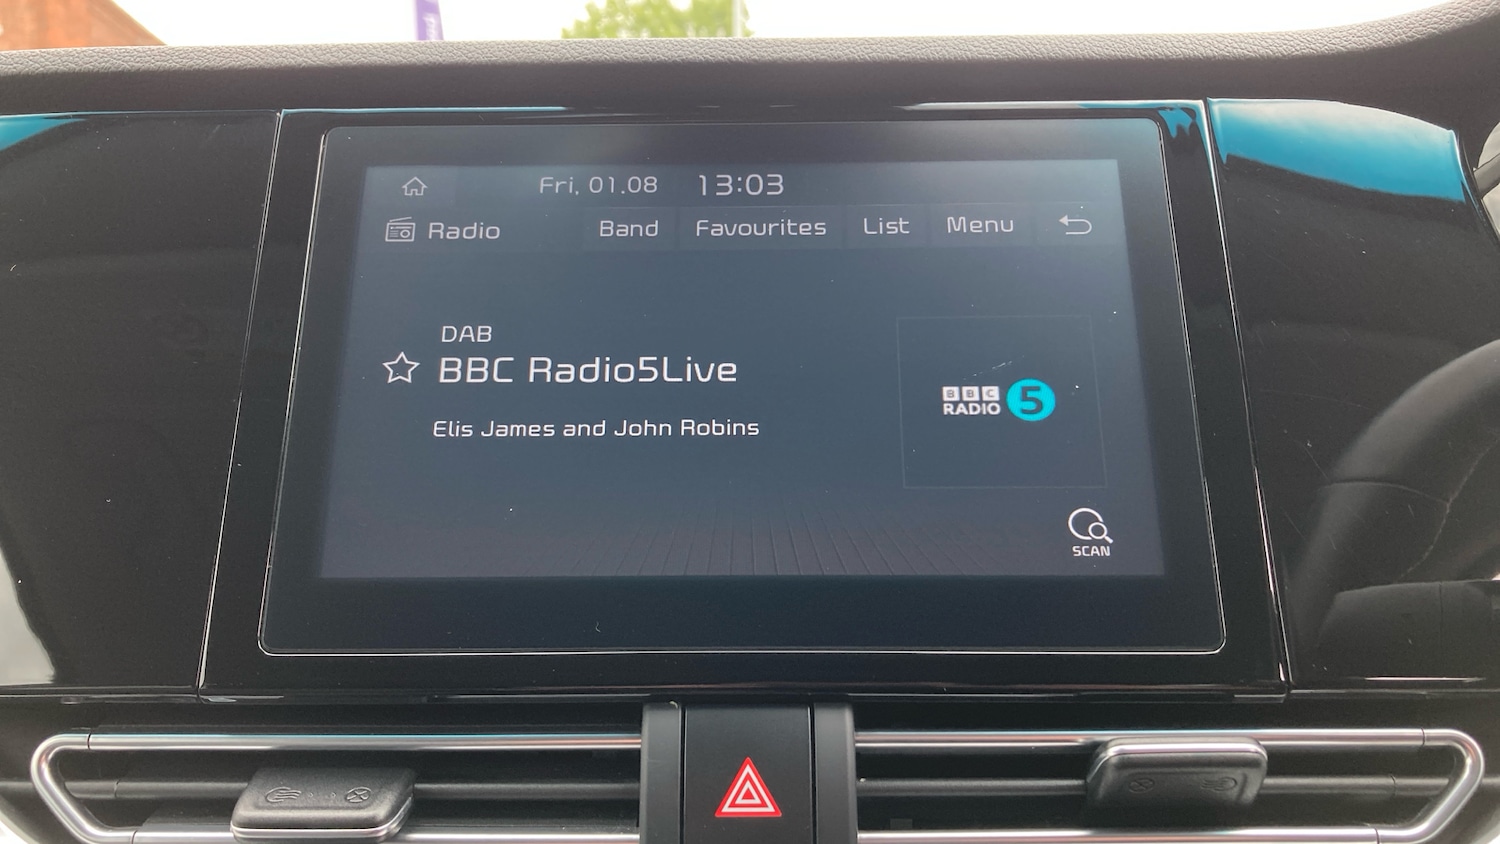 Fri, 01.08 13:03
Radio Band Favourites List Menu
DAB
BBC Radio5Live
Elis James and John Robins
BBC
RADIO 5
SCAN